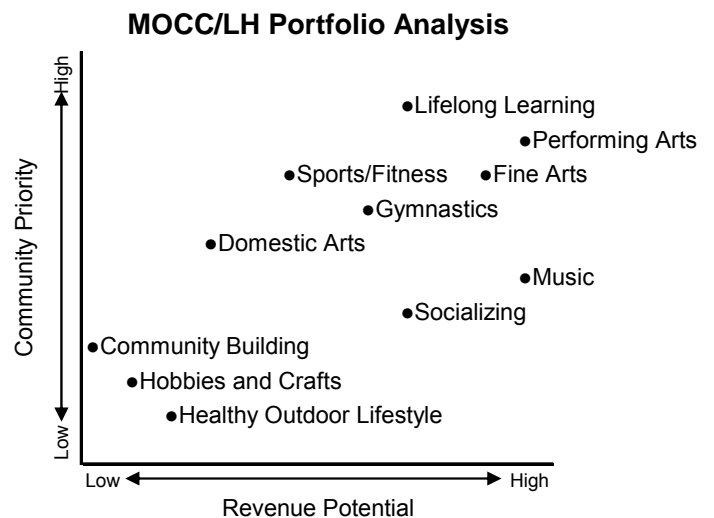 MOCC/LH Portfolio Analysis
High
●Lifelong Learning
●Performing Arts
●Sports/Fitness ●Fine Arts
●Gymnastics
●Domestic Arts
Community Priority
●Music
●Socializing
●Community Building
●Hobbies and Crafts
●Healthy Outdoor Lifestyle
Low
Low High
Revenue Potential